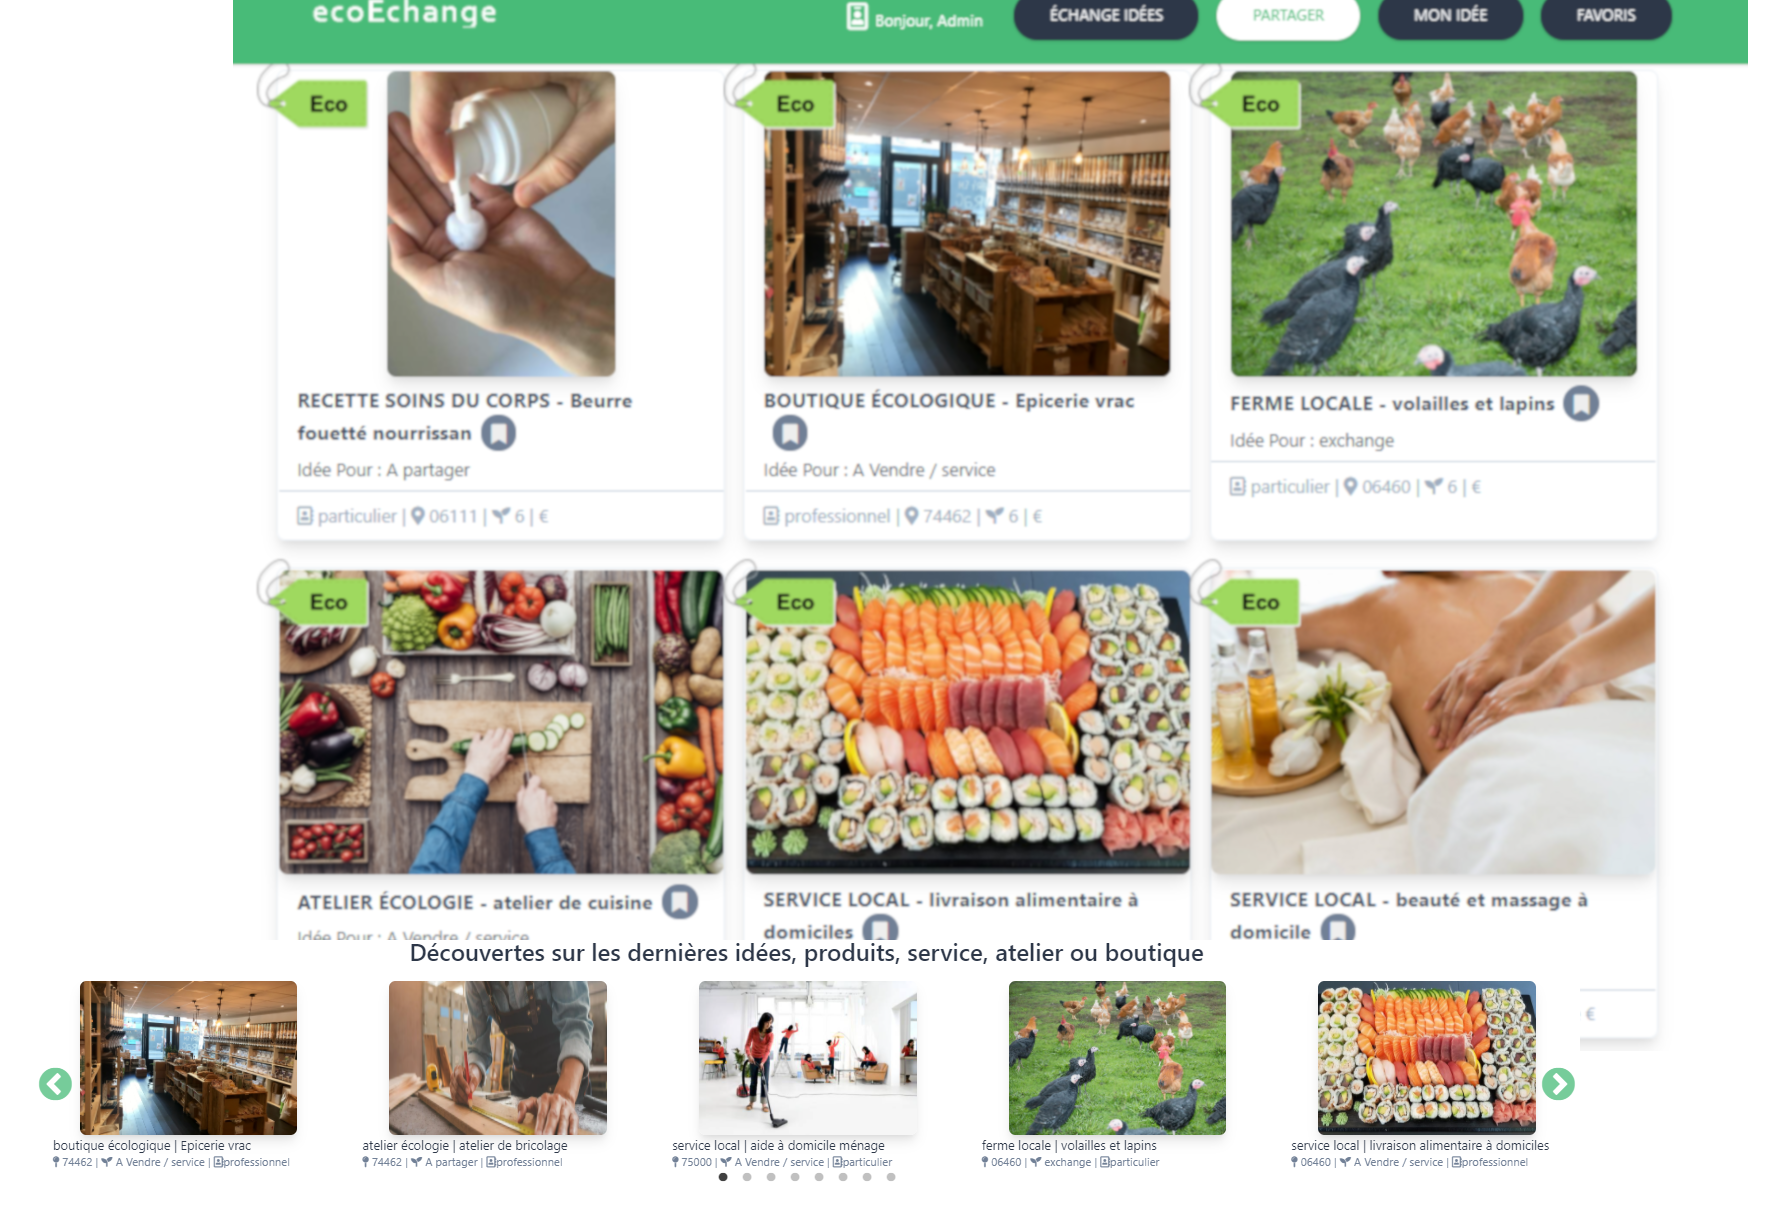 ecoEchange
Bonjour, Admin
ÉCHANGE IDÉES
PARTAGER
MON IDÉE
FAVORIS
Eco
Eco
Eco
RECETTE SOINS DU CORPS - Beurre
fouetté nourrissan
Idée Pour : A partager
particulier | 06111 | 6 | €
BOUTIQUE ÉCOLOGIQUE - Epicerie vrac
Idée Pour : A Vendre / service
professionnel | 74462 | 6 | €
FERME LOCALE - volailles et lapins
Idée Pour : exchange
particulier | 06460 | 6 | €
Eco
Eco
Eco
ATELIER ÉCOLOGIE - atelier de cuisine
Idée Pour : A Vendre / service
SERVICE LOCAL - livraison alimentaire à
domiciles
SERVICE LOCAL - beauté et massage à
domicile
€
Découvertes sur les dernières idées, produits, service, atelier ou boutique
boutique écologique | Epicerie vrac
74462 | A Vendre / service | professionnel
atelier écologie | atelier de bricolage
74462 | A partager | professionnel
service local | aide à domicile ménage
75000 | A Vendre / service | particulier
ferme locale | volailles et lapins
06460 | exchange | particulier
service local | livraison alimentaire à domiciles
06460 | A Vendre / service | professionnel